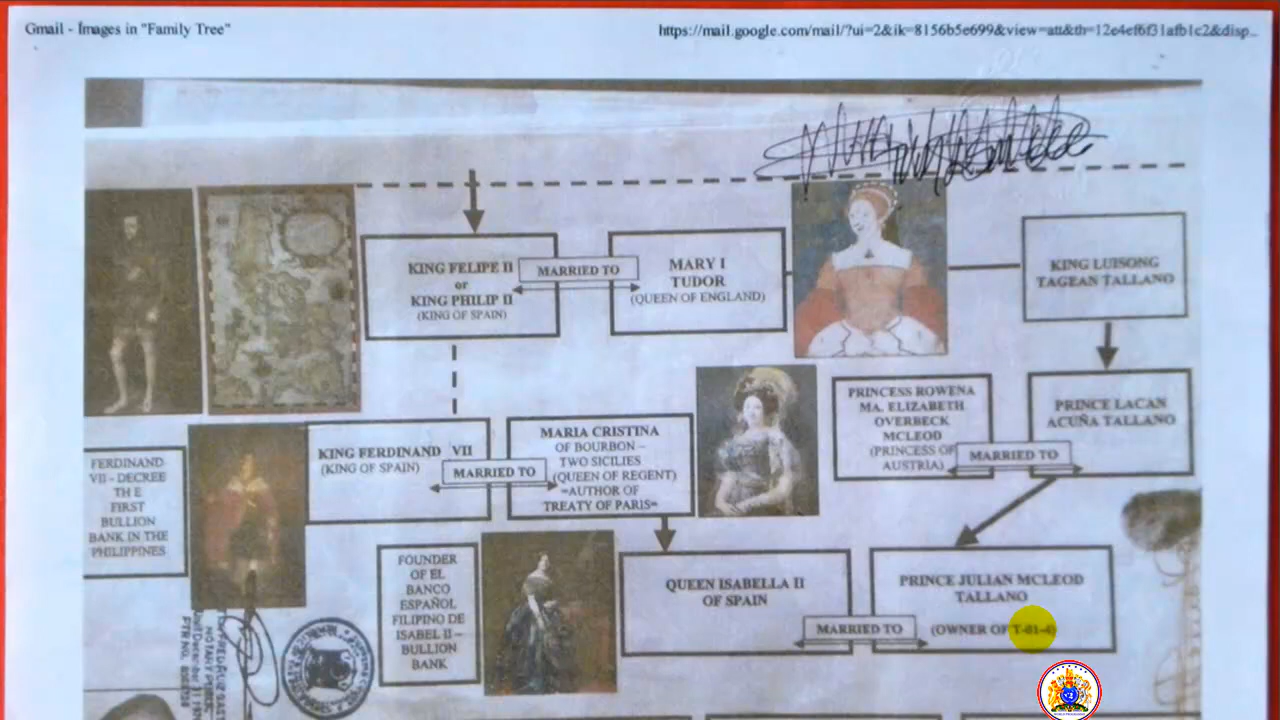 Gmail - Images in "Family Tree"
https://mail.google.com/mail/?ui=2&ik=8156b5e699&view=att&th=12e4ef6f31afb1c2&disp...
KING FELIPE II
or
KING PHILIP II
(KING OF SPAIN)
MARRIED TO
MARY I
TUDOR
(QUEEN OF ENGLAND)
KING LUISONG
TAGEAN TALLANO
FERDINAND
VII - DECREE
TH E
FIRST
BULLION
BANK IN THE
PHILIPPINES
KING FERDINAND VII
(KING OF SPAIN)
MARRIED TO
MARIA CRISTINA
OF BOURBON –
TWO SICILIES
(QUEEN OF REGENT)
"AUTHOR OF
TREATY OF PARIS"
PRINCESS ROWENA
MA. ELIZABETH
OVERBECK
MCLEOD
(PRINCESS OF
AUSTRIA)
MARRIED TO
PRINCE LACAN
ACUÑA TALLANO
FOUNDER
OF EL
BANCO
ESPAÑOL
FILIPINO DE
ISABEL II –
BULLION
BANK
QUEEN ISABELLA II
OF SPAIN
MARRIED TO
PRINCE JULIAN MCLEOD
TALLANO
(OWNER OF T-01-4)
NOTARY PUBLIC
PTR NO.